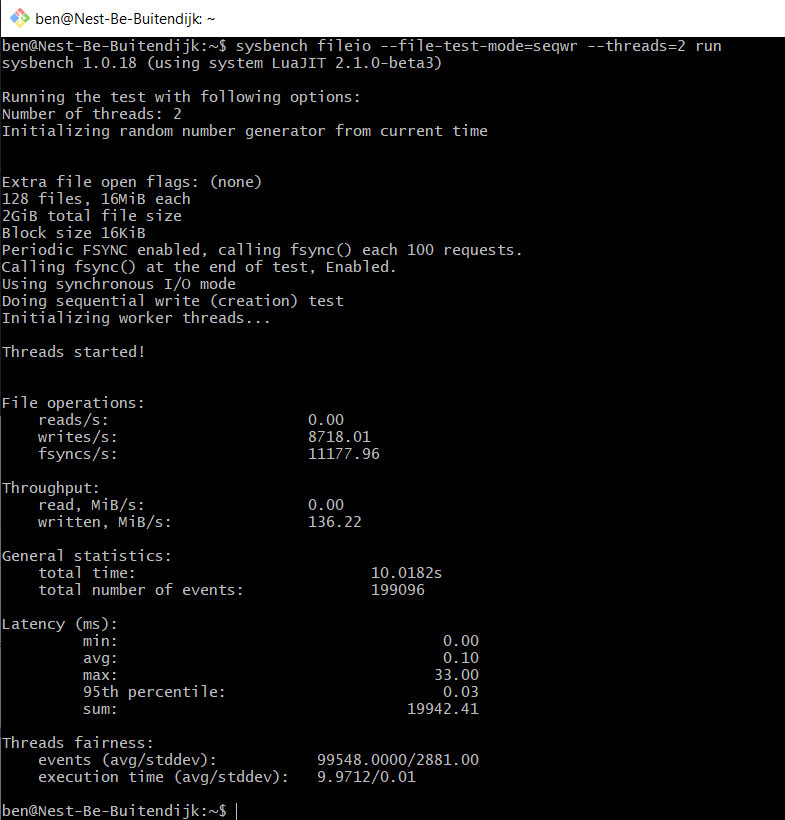 ben@Nest-Be-Buitendijk: ~
ben@Nest-Be-Buitendijk:~$ sysbench fileio --file-test-mode=seqwr --threads=2 run
sysbench 1.0.18 (using system LuaJIT 2.1.0-beta3)
Running the test with following options:
Number of threads: 2
Initializing random number generator from current time
Extra file open flags: (none)
128 files, 16MiB each
2GiB total file size
Block size 16KiB
Periodic FSYNC enabled, calling fsync() each 100 requests.
Calling fsync() at the end of test, Enabled.
Using synchronous I/O mode
Doing sequential write (creation) test
Initializing worker threads...
Threads started!
File operations:
reads/s: 0.00
writes/s: 8718.01
fsyncs/s: 11177.96
Throughput:
read, MiB/s: 0.00
written, MiB/s: 136.22
General statistics:
total time: 10.0182s
total number of events: 199096
Latency (ms):
min: 0.00
avg: 0.10
max: 33.00
95th percentile: 0.03
sum: 19942.41
Threads fairness:
events (avg/stddev): 99548.0000/2881.00
execution time (avg/stddev): 9.9712/0.01
ben@Nest-Be-Buitendijk:~$